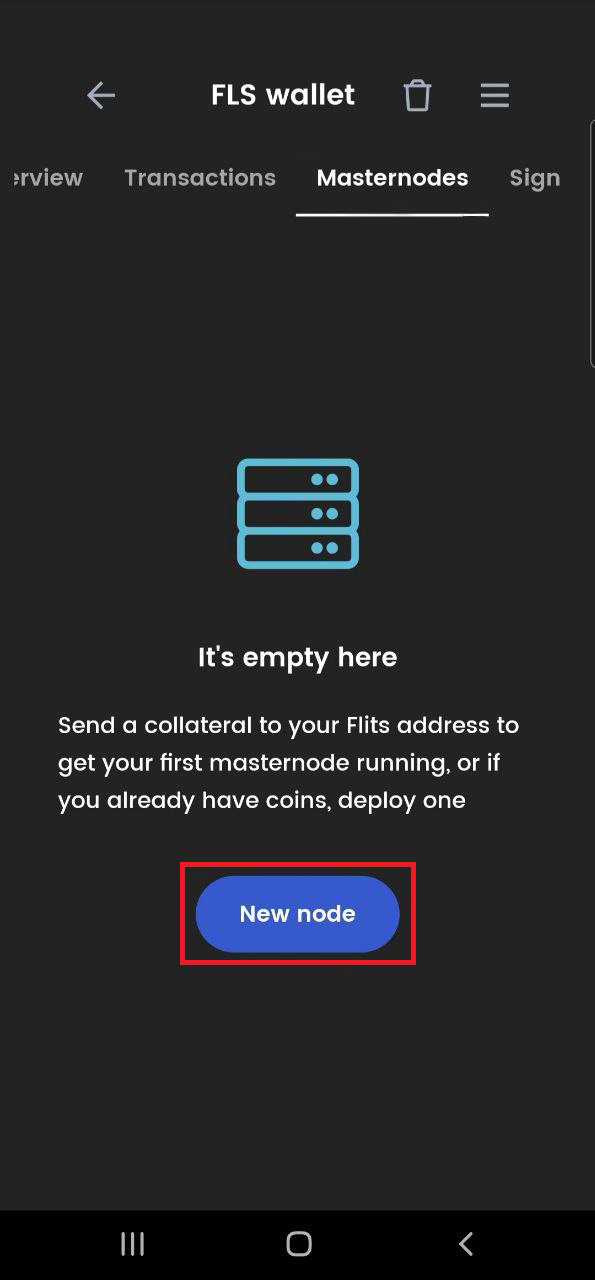 FLS wallet
erview Transactions Masternodes Sign
It's empty here
Send a collateral to your Flits address to
get your first masternode running, or if
you already have coins, deploy one
New node